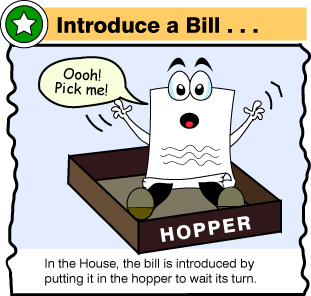 Introduce a Bill . . .
Oooh!
Pick me!
HOPPER
In the House, the bill is introduced by
putting it in the hopper to wait its turn.